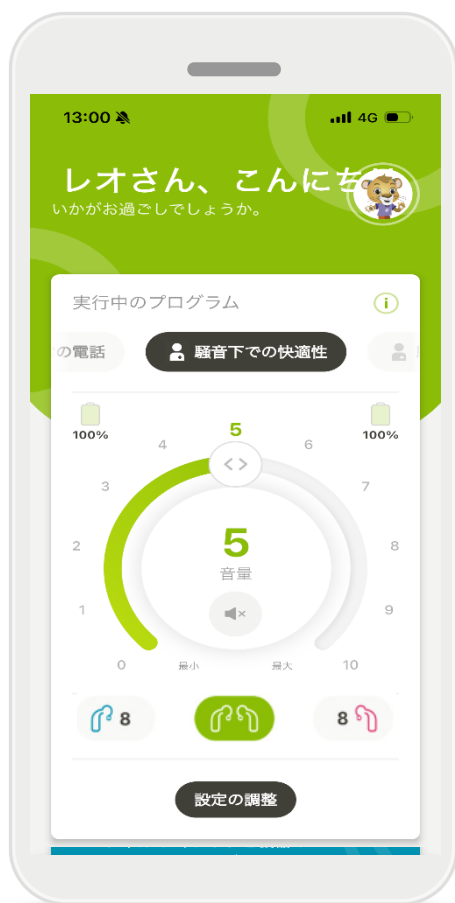 13:00 4G
レオさん、こんにち
いかがお過ごしでしょうか。
実行中のプログラム
の電話 騒音下での快適性
100% 5 100%
4 6
3 7
5
2 8
音量
1 9
0 最小 最大 10
8 8
設定の調整